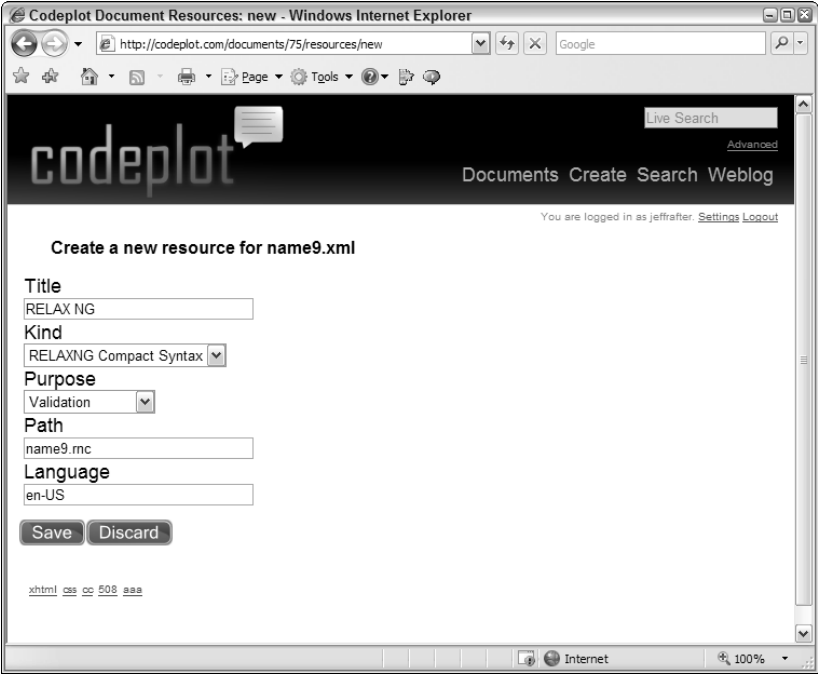 Codeplot Document Resources: new - Windows Internet Explorer
http://codeplot.com/documents/75/resources/new
Google
Page Tools
Live Search
Advanced
codeplot
Documents Create Search Weblog
You are logged in as jeffrafter. Settings Logout
Create a new resource for name9.xml
Title
RELAX NG
Kind
RELAXNG Compact Syntax
Purpose
Validation
Path
name9.rnc
Language
en-US
Save Discard
xhtml css cc 508 aaa
Internet 100%